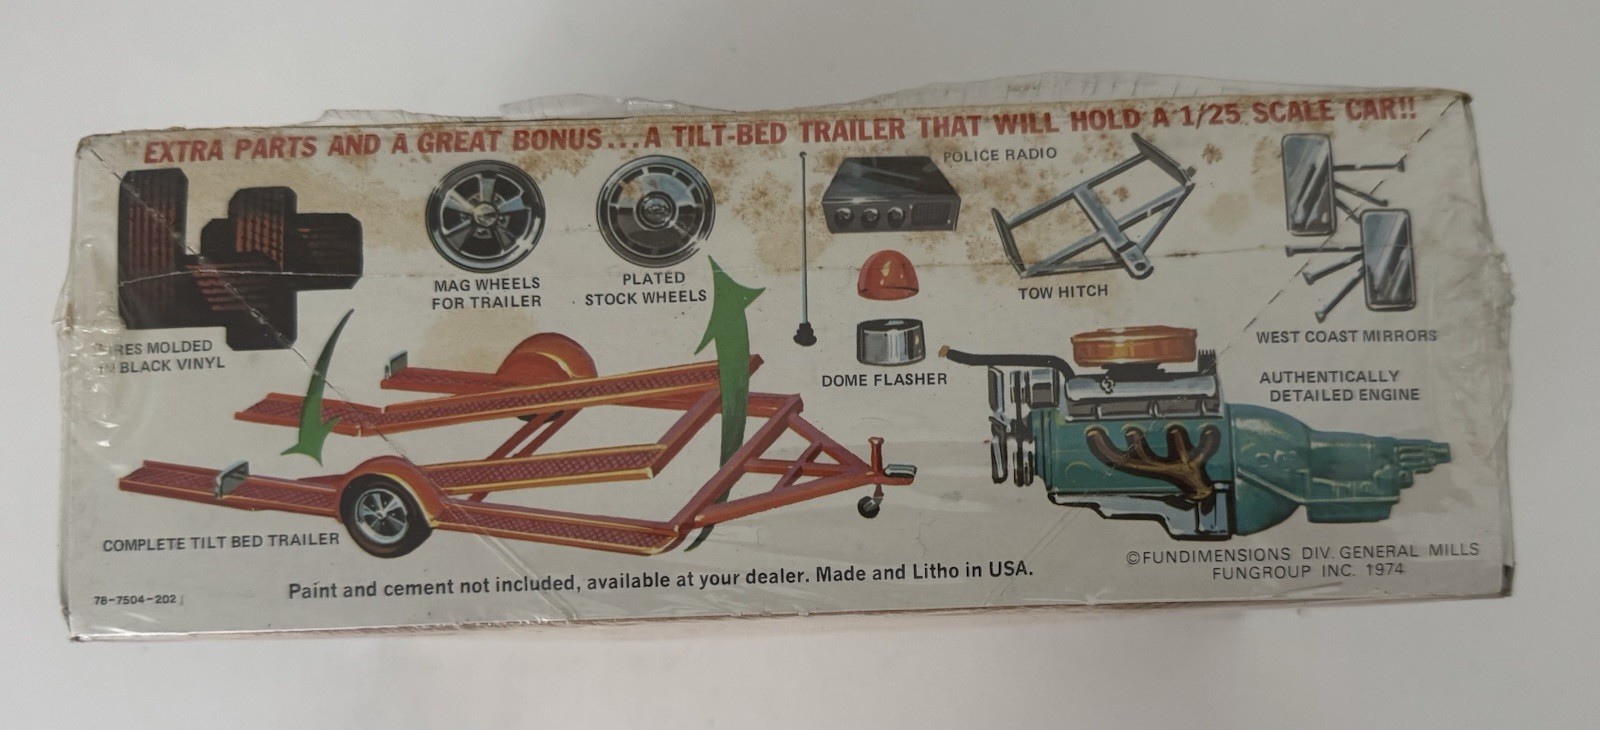 EXTRA PARTS AND A GREAT BONUS...A TILT-BED TRAILER THAT WILL HOLD A 1/25 SCALE CAR!!
POLICE RADIO
MAG WHEELS
FOR TRAILER
PLATED
STOCK WHEELS
TOW HITCH
WEST COAST MIRRORS
TIRES MOLDED
IN BLACK VINYL
DOME FLASHER
AUTHENTICALLY
DETAILED ENGINE
COMPLETE TILT BED TRAILER
©FUNDIMENSIONS DIV. GENERAL MILLS
FUNGROUP INC. 1974
Paint and cement not included, available at your dealer. Made and Litho in USA.
78-7504-202